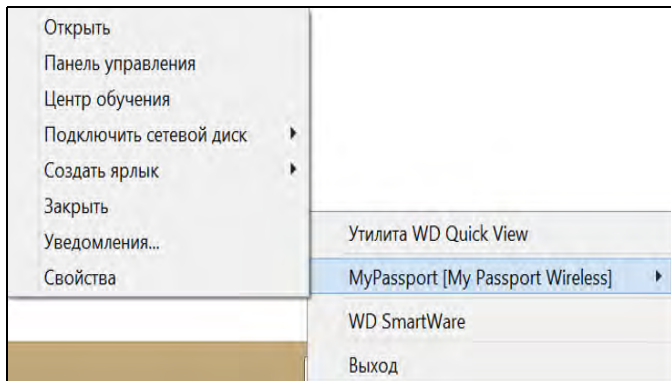 Открыть
Панель управления
Центр обучения
Подключить сетевой диск
Создать ярлык
Закрыть
Уведомления...
Свойства
Утилита WD Quick View
MyPassport [My Passport Wireless]
WD SmartWare
Выход